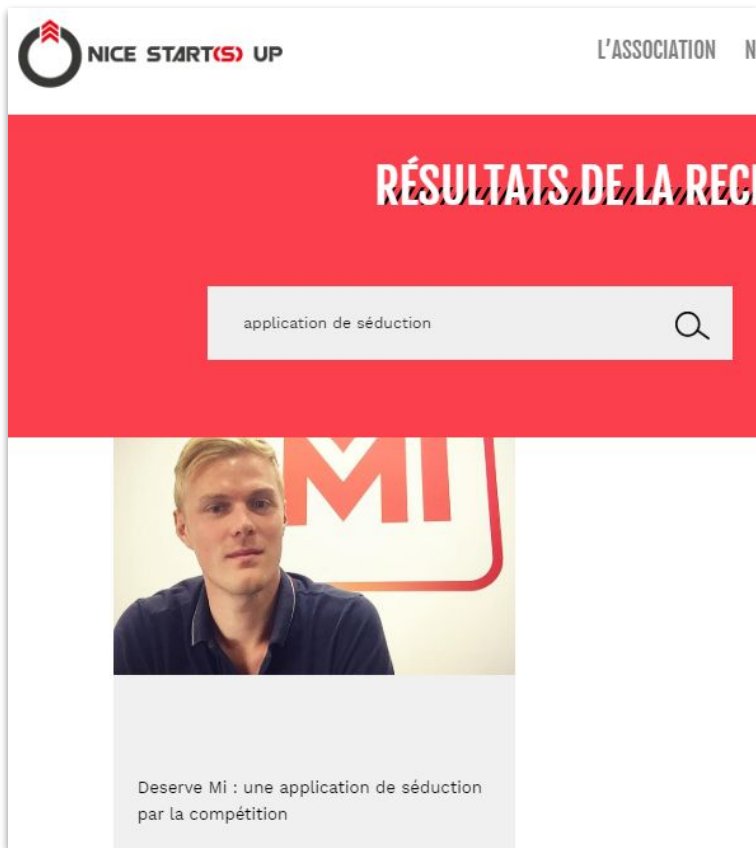 NICE START(S) UP
L'ASSOCIATION
RÉSULTATS DE LA
application de séduction
MI
Deserve Mi : une application de séduction
par la compétition